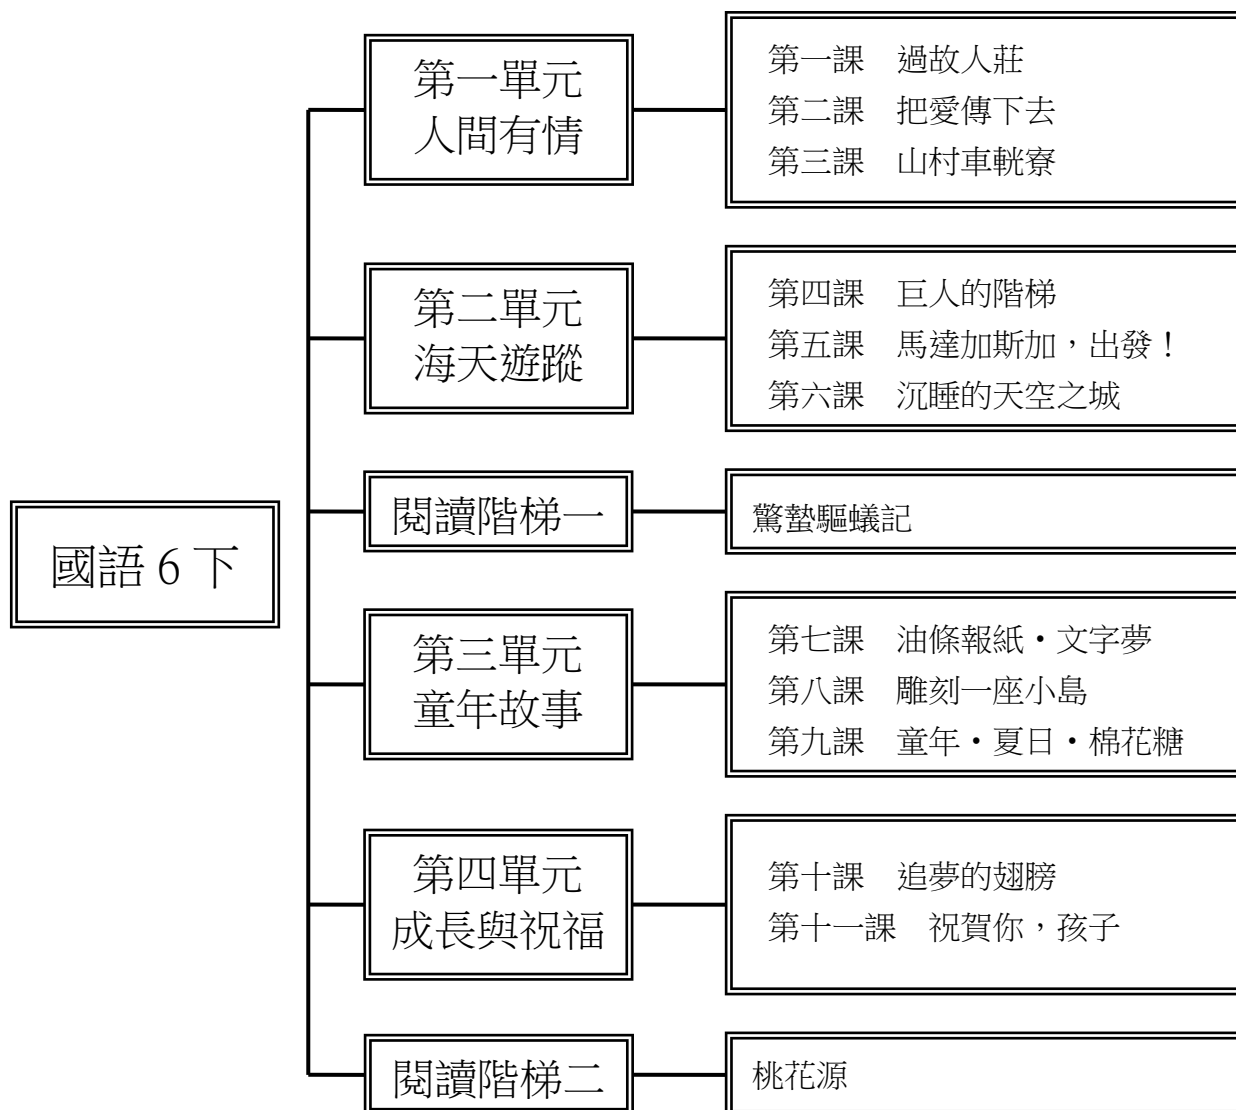 國語 6 下
第一單元
人間有情
第一課　過故人莊
第二課　把愛傳下去
第三課　山村車輄寮
第二單元
海天遊蹤
第四課　巨人的階梯
第五課　馬達加斯加，出發！
第六課　沉睡的天空之城
閱讀階梯一
驚蟄驅蟻記
第三單元
童年故事
第七課　油條報紙‧文字夢
第八課　雕刻一座小島
第九課　童年‧夏日‧棉花糖
第四單元
成長與祝福
第十課　追夢的翅膀
第十一課　祝賀你，孩子
閱讀階梯二
桃花源